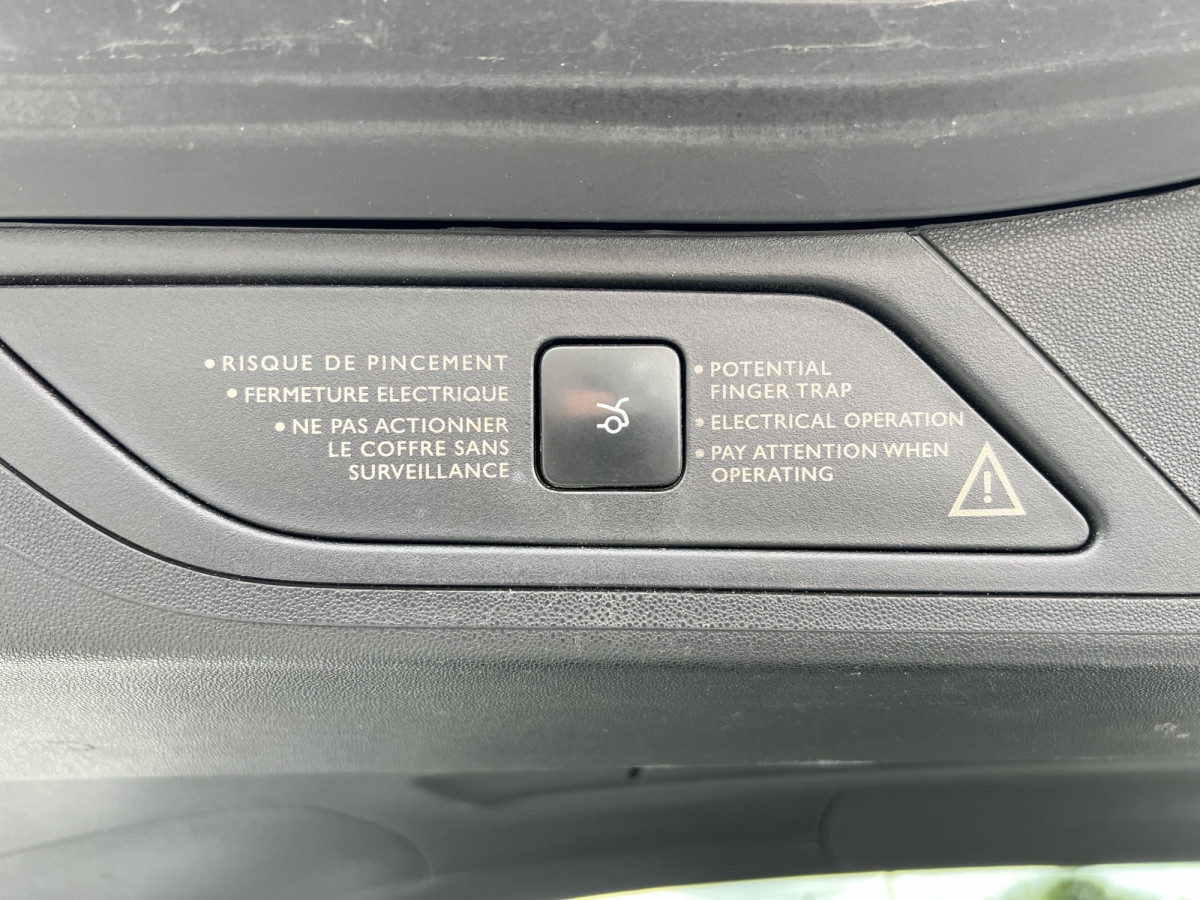 • RISQUE DE PINCEMENT
• FERMETURE ELECTRIQUE
• NE PAS ACTIONNER
LE COFFRE SANS
SURVEILLANCE
• POTENTIAL
FINGER TRAP
• ELECTRICAL OPERATION
• PAY ATTENTION WHEN
OPERATING
!